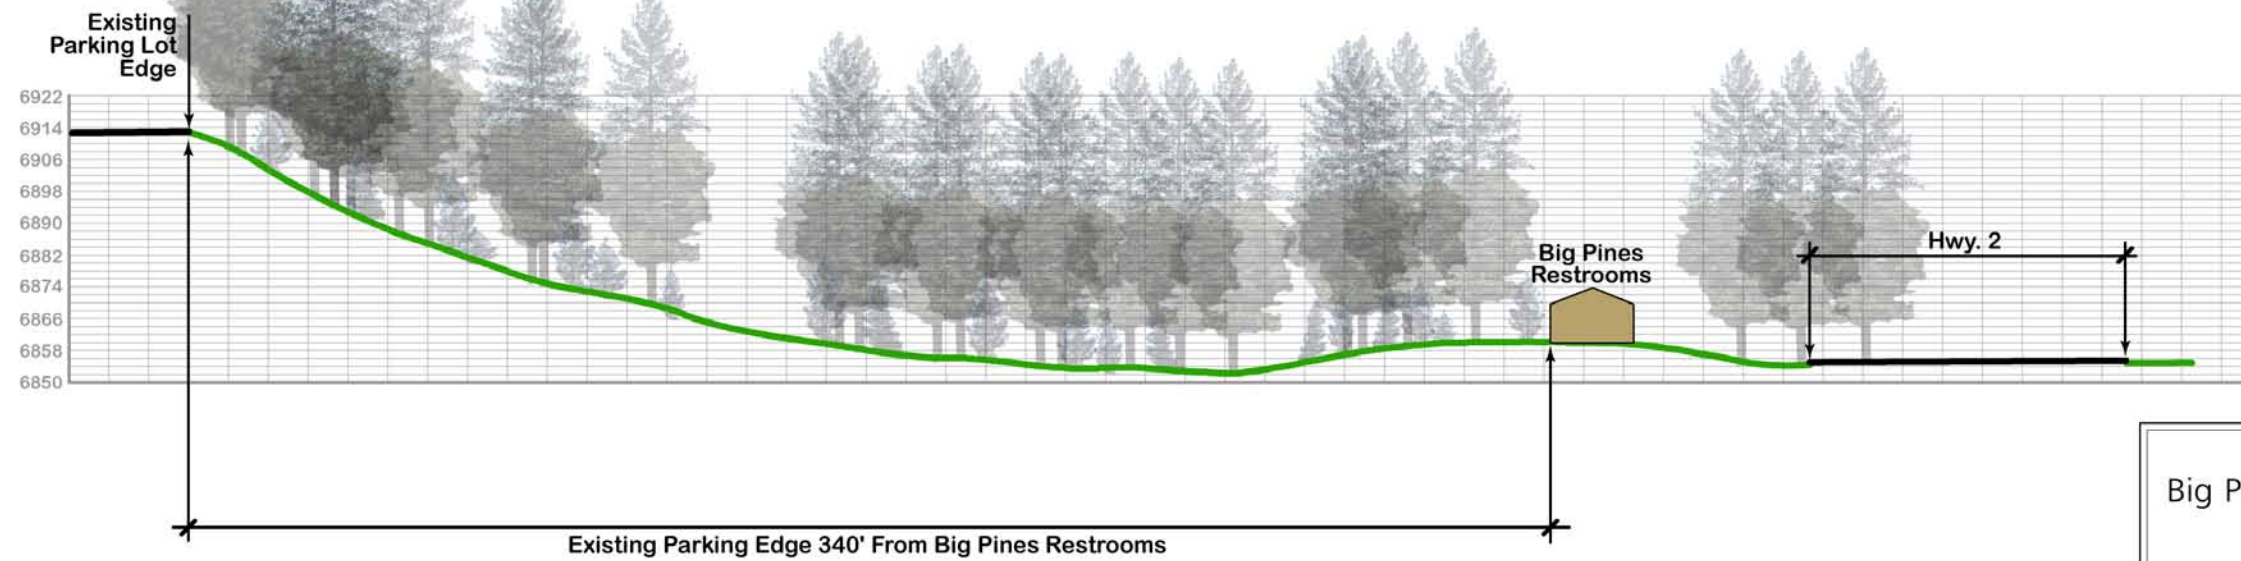 Existing
Parking Lot
Edge
6922
6914
6906
6898
6890
6882
6874
6866
6858
6850
Big Pines
Restrooms
Hwy. 2
Existing Parking Edge 340' From Big Pines Restrooms
Big P